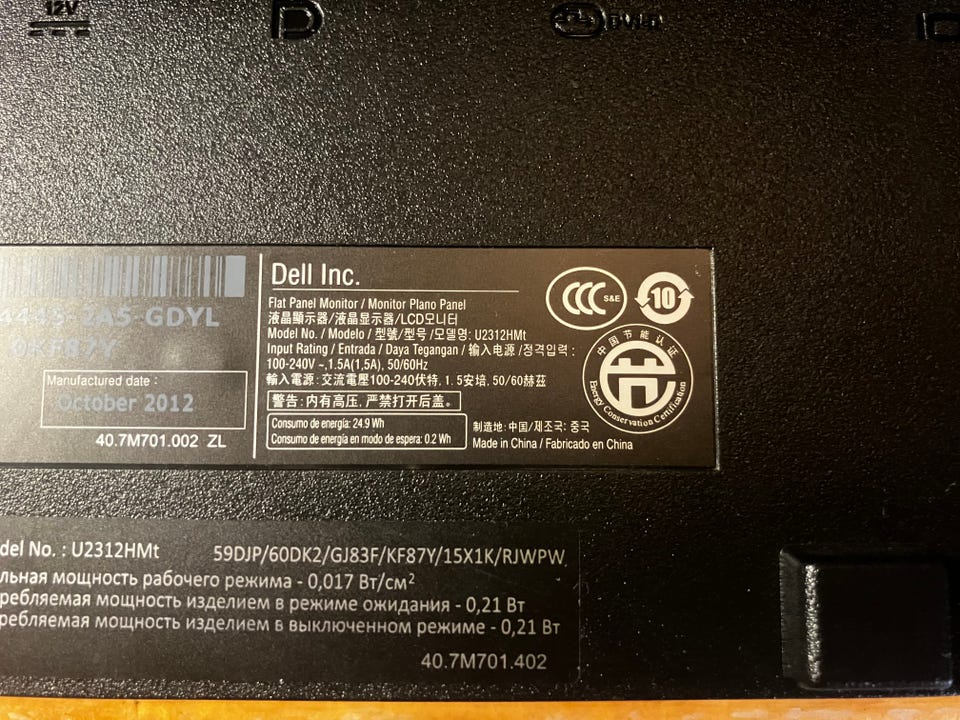 12V
4445-2A5-GDYL
0KFR7Y
Manufactured date :
October 2012
40.7M701.002 ZL
Dell Inc.
Flat Panel Monitor / Monitor Plano Panel
液晶顯示器/液晶显示器/LCD모니터
Model No. / Modelo / 型號/型号 /모델명: U2312HMt
Input Rating / Entrada / Daya Tegangan / 输入电源 /정격입력 :
100-240V ~,1.5A(1,5A), 50/60Hz
輸入電源：交流電壓100-240伏特, 1. 5安培, 50/60赫茲
警告: 内有高压, 严禁打开后盖。
Consumo de energía: 24.9 Wh
Consumo de energía en modo de espera: 0.2 Wh
制造地: 中国/제조국: 중국
Made in China / Fabricado en China
CCC S&E
10
中国节能认证
节
Energy Conservation Certification
del No. : U2312HMt 59DJP/60DK2/GJ83F/KF87Y/15X1K/RJWPW
льная мощность рабочего режима - 0,017 Вт/см²
ребляемая мощность изделием в режиме ожидания - 0,21 Вт
ребляемая мощность изделием в выключенном режиме - 0,21 Вт
40.7M701.402